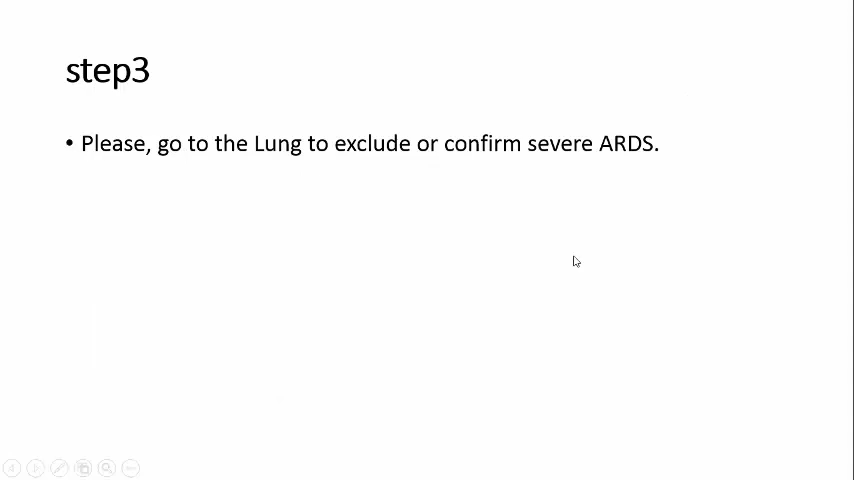 step3
• Please, go to the Lung to exclude or confirm severe ARDS.